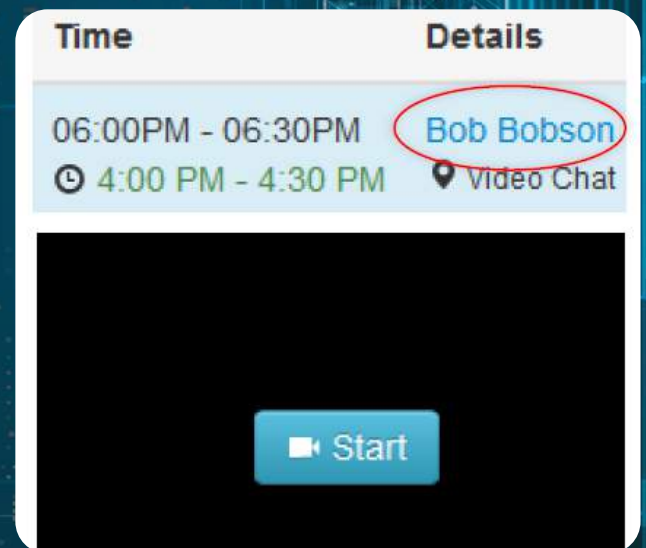 Time Details
06:00PM - 06:30PM Bob Bobson
4:00 PM - 4:30 PM Video Chat
Start